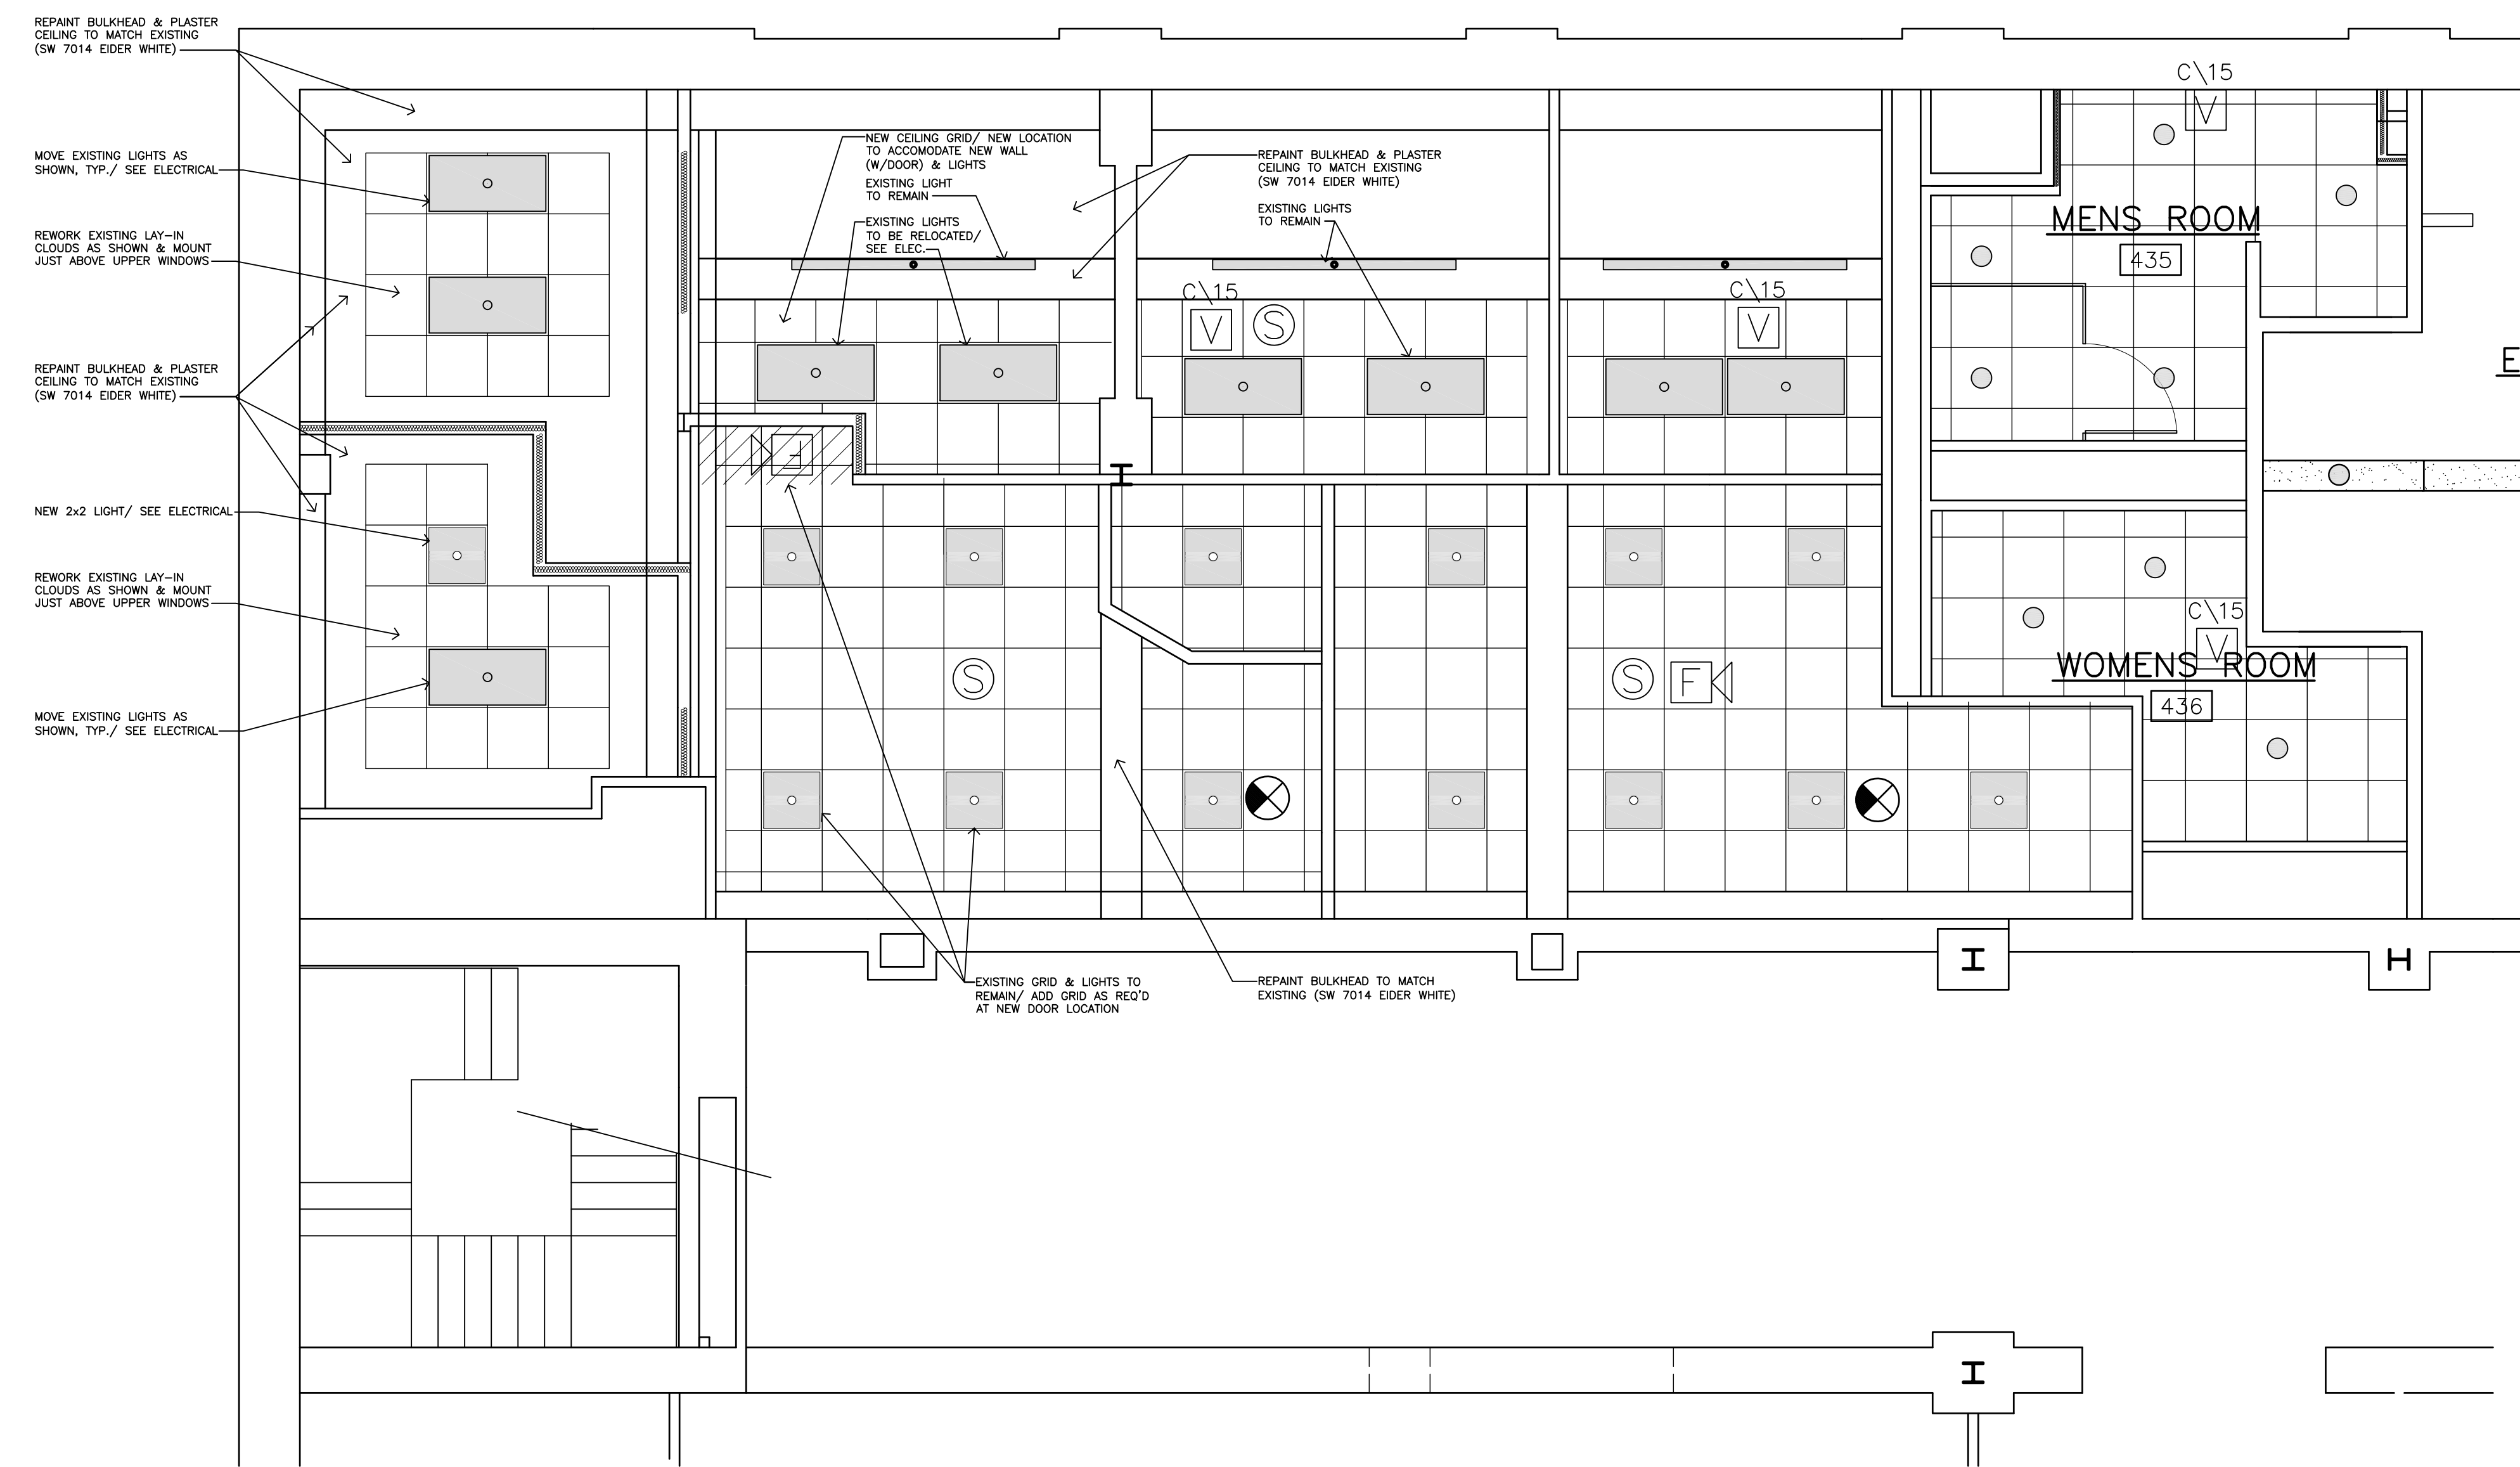 REPAINT BULKHEAD & PLASTER
CEILING TO MATCH EXISTING
(SW 7014 EIDER WHITE)
MOVE EXISTING LIGHTS AS
SHOWN, TYP./ SEE ELECTRICAL
REWORK EXISTING LAY-IN
CLOUDS AS SHOWN & MOUNT
JUST ABOVE UPPER WINDOWS
REPAINT BULKHEAD & PLASTER
CEILING TO MATCH EXISTING
(SW 7014 EIDER WHITE)
NEW 2x2 LIGHT/ SEE ELECTRICAL
REWORK EXISTING LAY-IN
CLOUDS AS SHOWN & MOUNT
JUST ABOVE UPPER WINDOWS
MOVE EXISTING LIGHTS AS
SHOWN, TYP./ SEE ELECTRICAL
NEW CEILING GRID/ NEW LOCATION
TO ACCOMODATE NEW WALL
(W/DOOR) & LIGHTS
EXISTING LIGHT
TO REMAIN
EXISTING LIGHTS
TO BE RELOCATED/
SEE ELEC.
REPAINT BULKHEAD & PLASTER
CEILING TO MATCH EXISTING
(SW 7014 EIDER WHITE)
EXISTING LIGHTS
TO REMAIN
C\15
V
S
C\15
V
C\15
V
MENS ROOM
435
E
F
S
S
F
C\15
V
WOMENS ROOM
436
EXISTING GRID & LIGHTS TO
REMAIN/ ADD GRID AS REQ'D
AT NEW DOOR LOCATION
REPAINT BULKHEAD TO MATCH
EXISTING (SW 7014 EIDER WHITE)